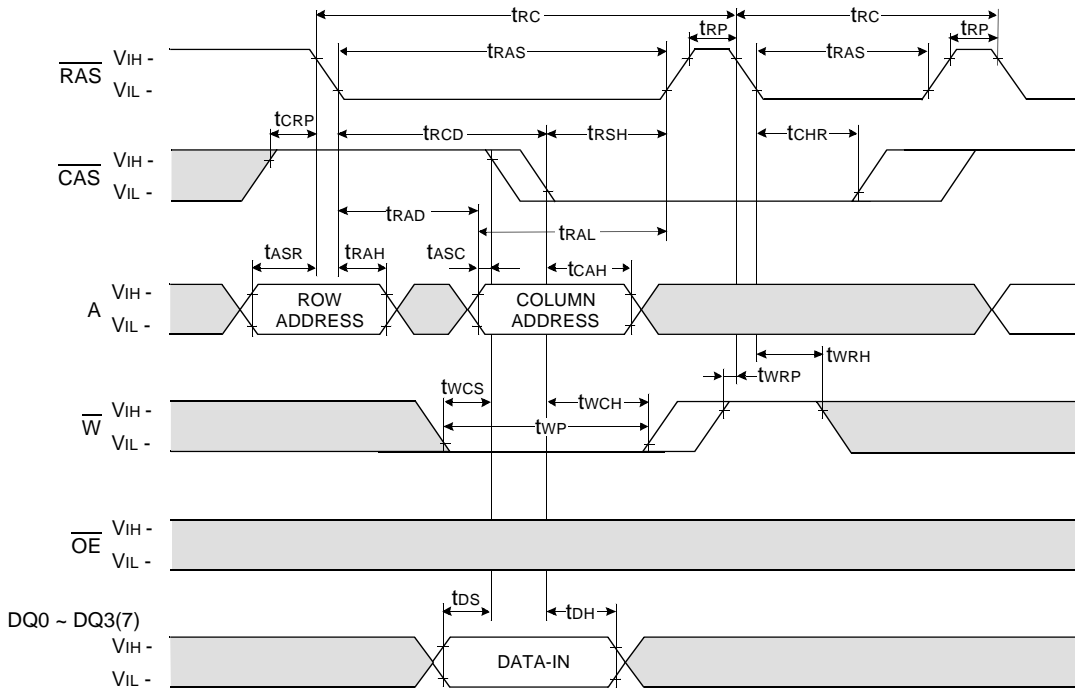 tRC tRC
tRP tRP
VIH -
RAS
tRAS tRAS
VIL -
tCRP tRCD tRSH tCHR
VIH -
CAS
VIL -
tRAD tRAL
tASR tRAH tASC tCAH
VIH -
A
ROW ADDRESS
COLUMN ADDRESS
VIL -
tWRH
tWRP
tWCS tWCH
VIH -
W
tWP
VIL -
VIH -
OE
VIL -
tDS tDH
DQ0 ~ DQ3(7)
VIH -
DATA-IN
VIL -